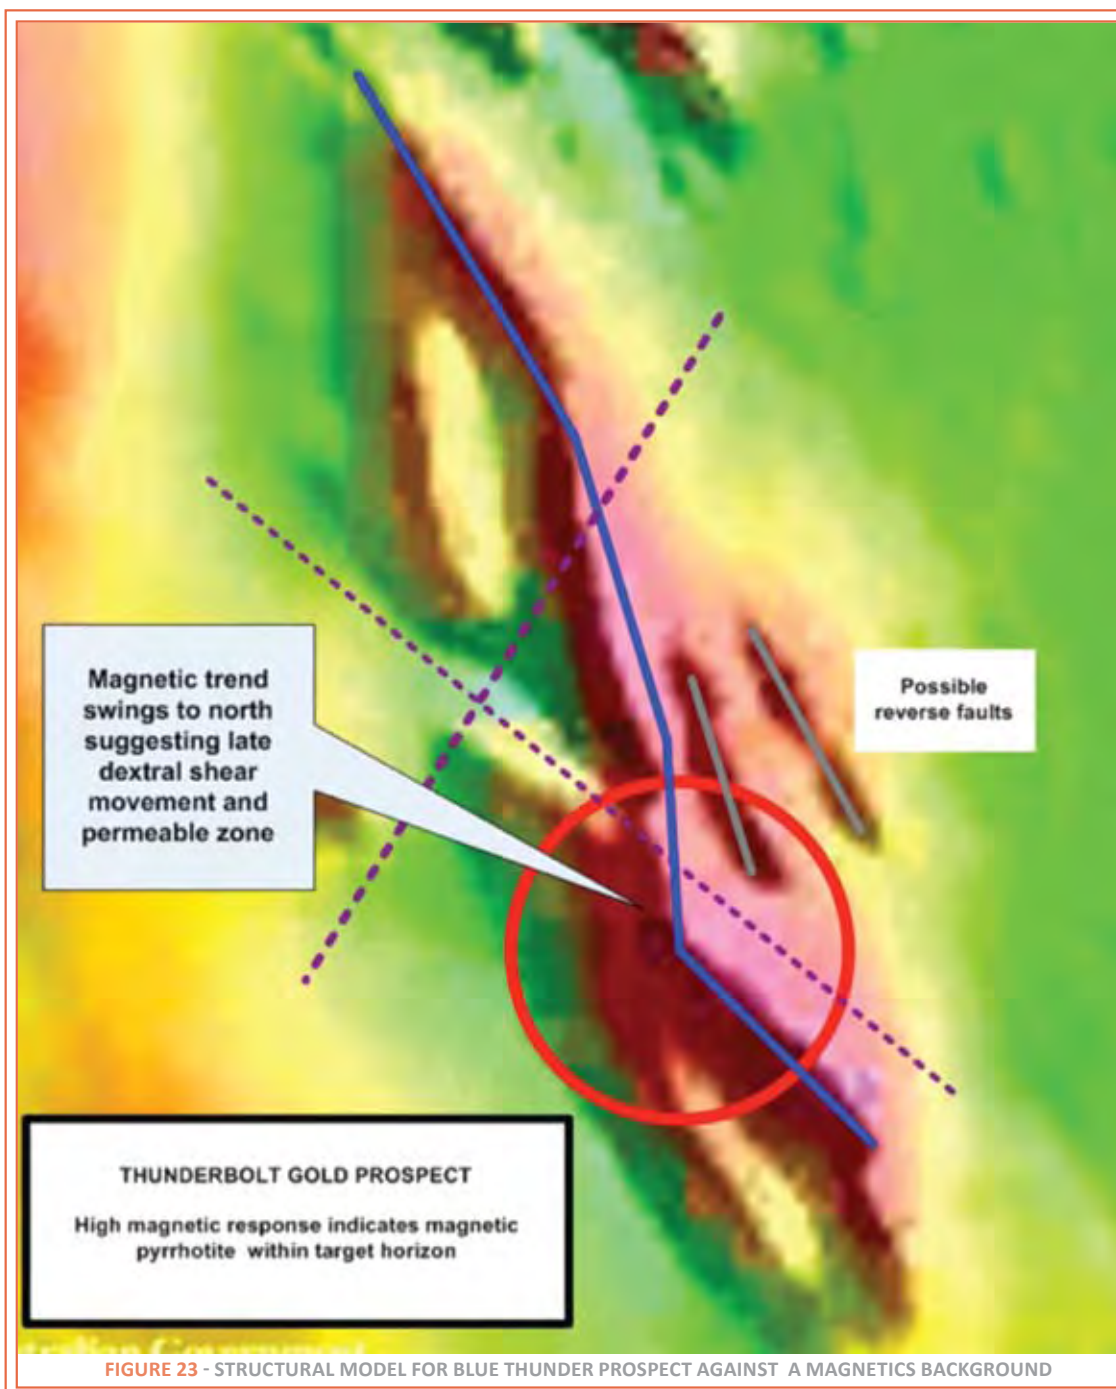 Magnetic trend
swings to north
suggesting late
dextral shear
movement and
permeable zone
Possible
reverse faults
THUNDERBOLT GOLD PROSPECT
High magnetic response indicates magnetic
pyrrhotite within target horizon
Government
FIGURE 23 - STRUCTURAL MODEL FOR BLUE THUNDER PROSPECT AGAINST A MAGNETICS BACKGROUND